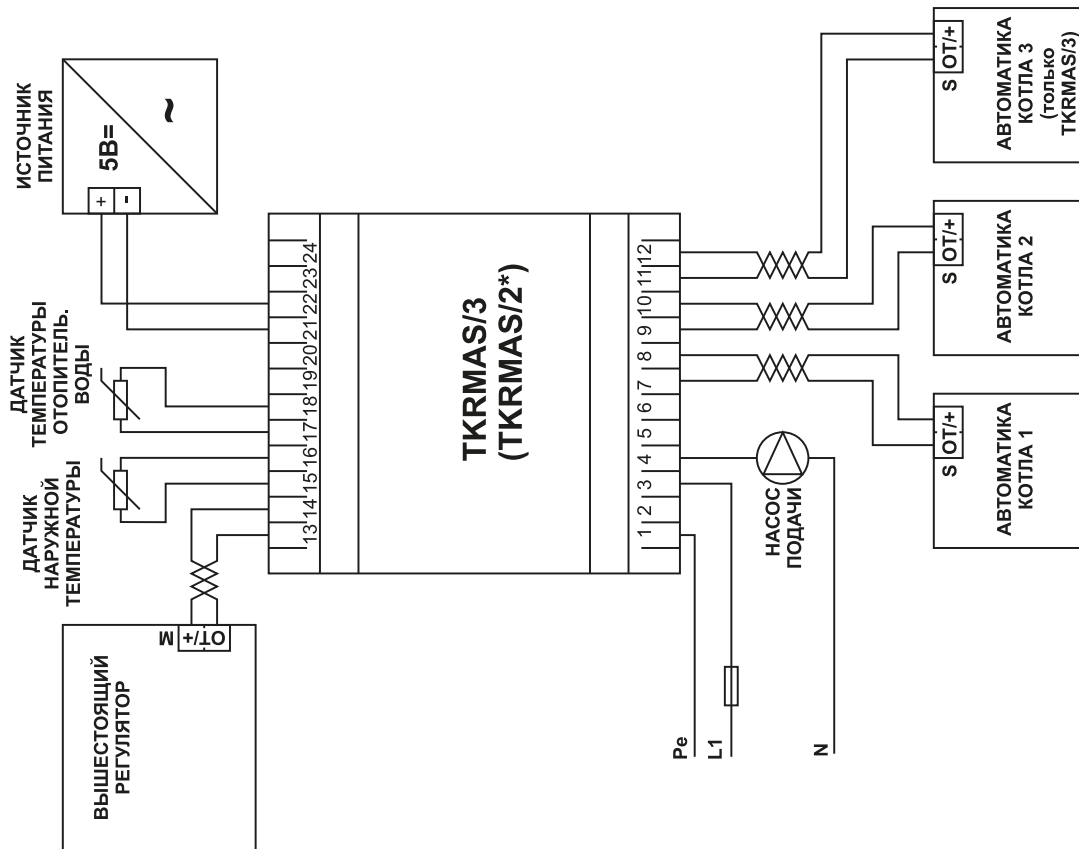 ИСТОЧНИК
ПИТАНИЯ
5В=
~
+
-
ДАТЧИК
ТЕМПЕРАТУРЫ
ОТОПИТЕЛЬ.
ВОДЫ
ДАТЧИК
НАРУЖНОЙ
ТЕМПЕРАТУРЫ
ВЫШЕСТОЯЩИЙ
РЕГУЛЯТОР
M
OT/+
13 14 15 16 17 18 19 20 21 22 23 24
TKRMAS/3
(TKRMAS/2*)
1 2 3 4 5 6 7 8 9 10 11 12
Pe
L1
N
НАСОС
ПОДАЧИ
S OT/+
АВТОМАТИКА
КОТЛА 1
S OT/+
АВТОМАТИКА
КОТЛА 2
S OT/+
АВТОМАТИКА
КОТЛА 3
(только
TKRMAS/3)